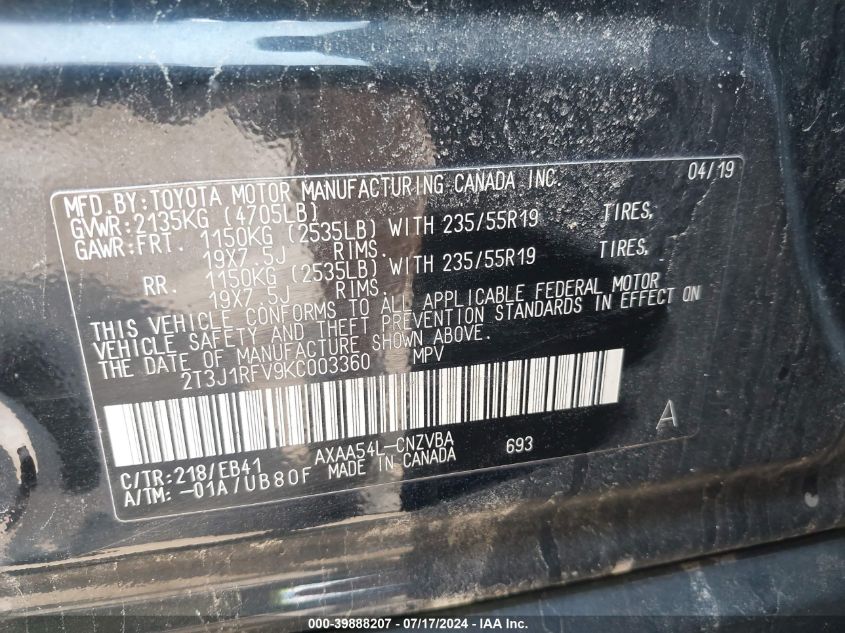 04/19
MFD. BY: TOYOTA MOTOR MANUFACTURING CANADA INC.
GVWR: 2135KG (4705LB)
GAWR: FRT. 1150KG (2535LB) WITH 235/55R19 TIRES,
19X7.5J RIMS.
RR. 1150KG (2535LB) WITH 235/55R19 TIRES,
19X7.5J RIMS.
THIS VEHICLE CONFORMS TO ALL APPLICABLE FEDERAL MOTOR
VEHICLE SAFETY AND THEFT PREVENTION STANDARDS IN EFFECT ON
THE DATE OF MANUFACTURE SHOWN ABOVE.
2T3J1RFV9KC003360 MPV
A
C/TR: 218/EB41 AXAA54L-CNZVBA 693
A/TM: -01A/UB80F MADE IN CANADA
000-39888207 - 07/17/2024 - IAA Inc.